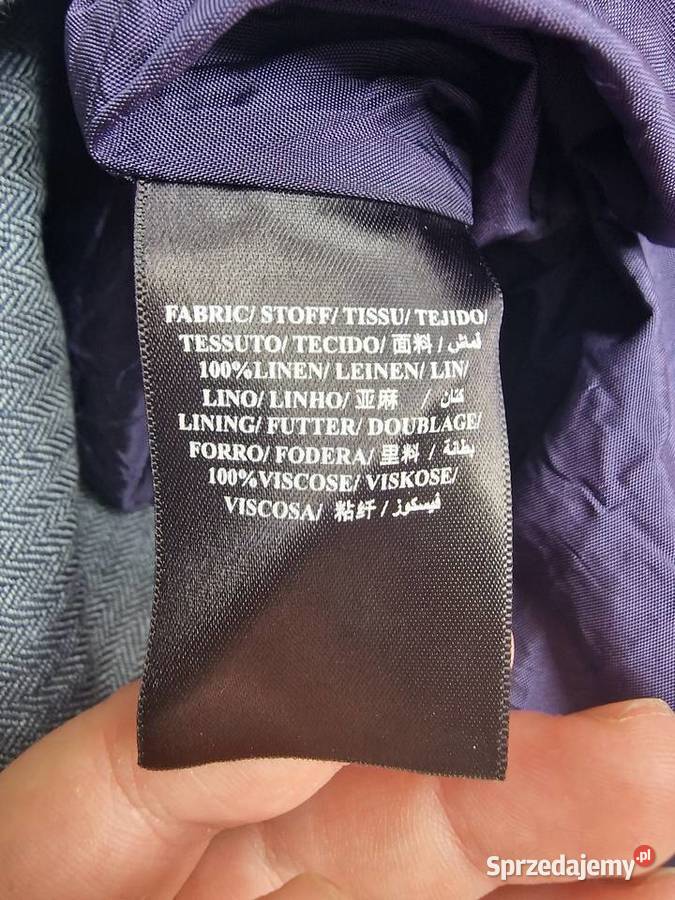 FABRIC/ STOFF/ TISSU/ TEJIDO/
TESSUTO/ TECIDO/ 面料 / قماش /
100%LINEN/ LEINEN/ LIN/
LINO/ LINHO/ 亚麻 / كتان /
LINING/ FUTTER/ DOUBLAGE/
FORRO/ FODERA/ 里料 / بطانة /
100%VISCOSE/ VISKOSE/
VISCOSA/ 粘纤 / فيسكوز /
Sprzedajemy.pl